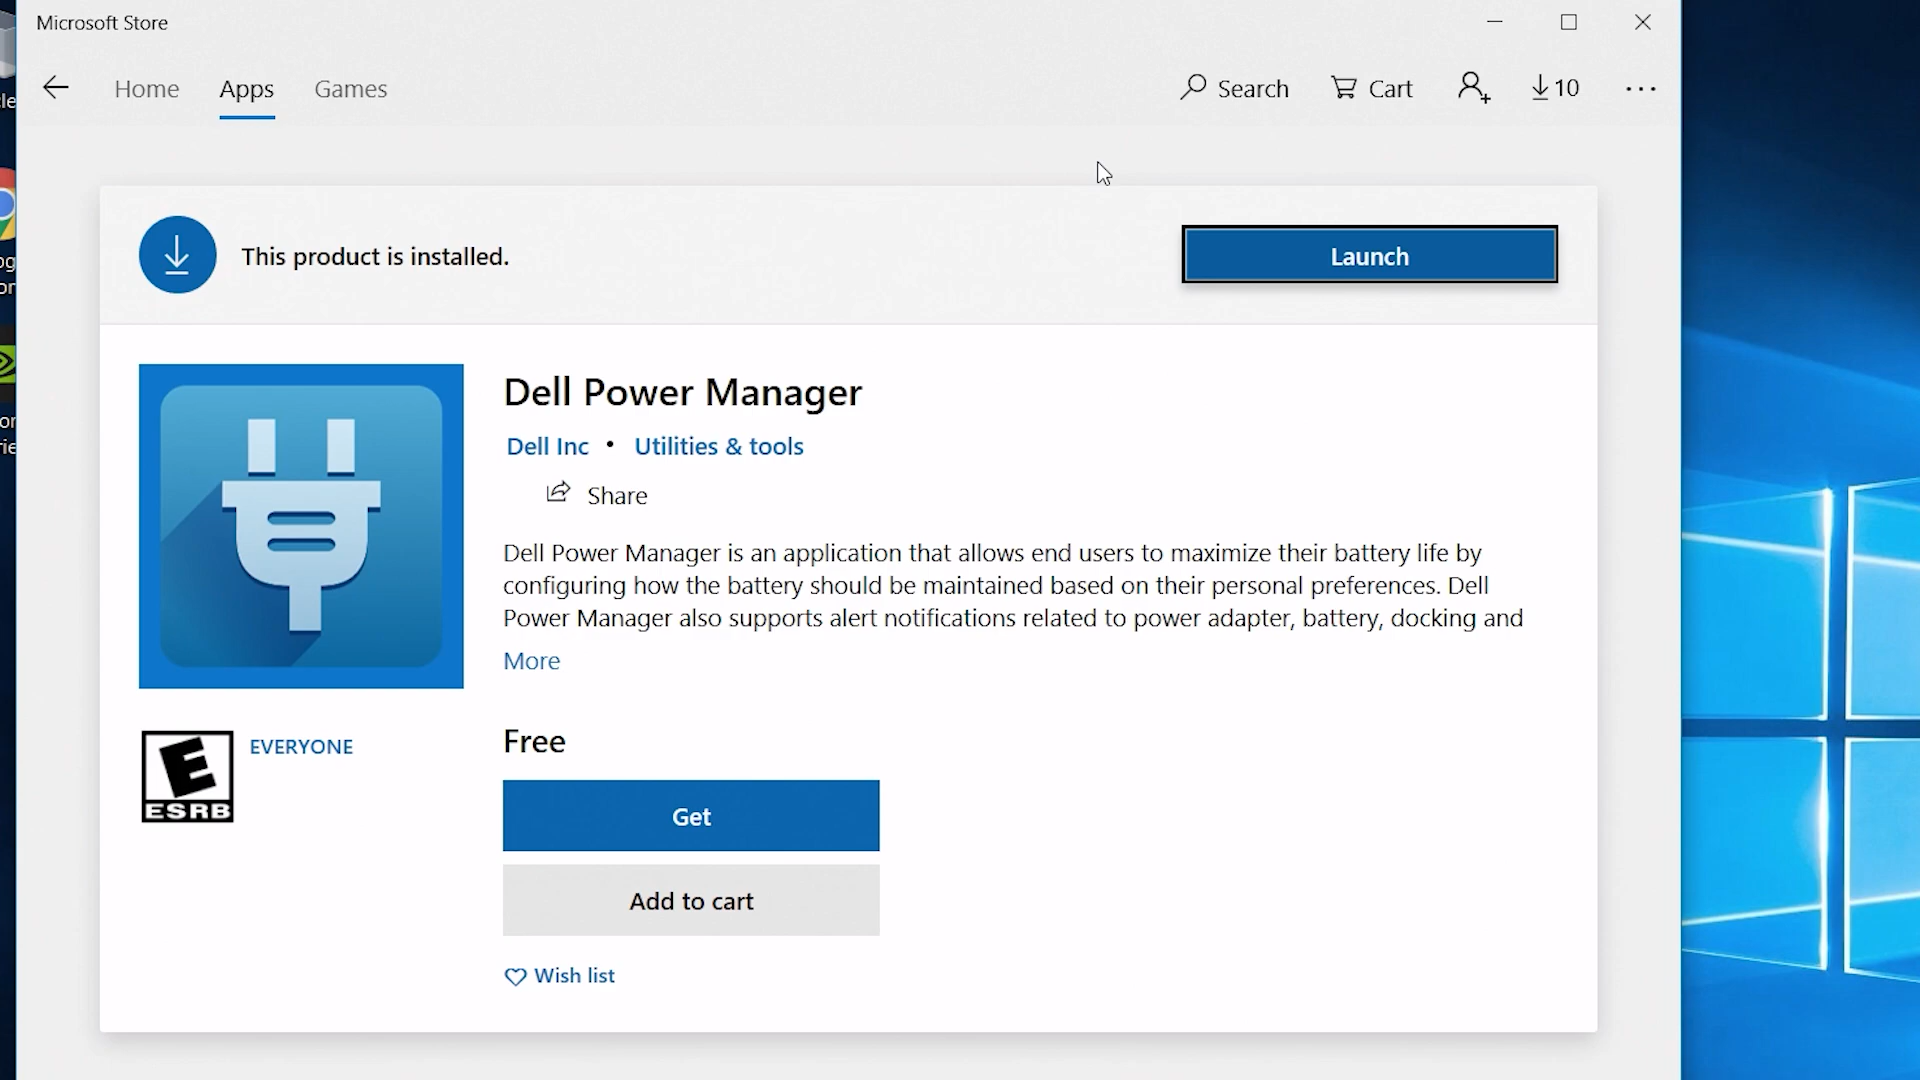 Microsoft Store
Home Apps Games Search Cart 10
This product is installed.
Launch
Dell Power Manager
Dell Inc • Utilities & tools
Share
Dell Power Manager is an application that allows end users to maximize their battery life by
configuring how the battery should be maintained based on their personal preferences. Dell
Power Manager also supports alert notifications related to power adapter, battery, docking and
More
E
ESRB
EVERYONE
Free
Get
Add to cart
Wish list